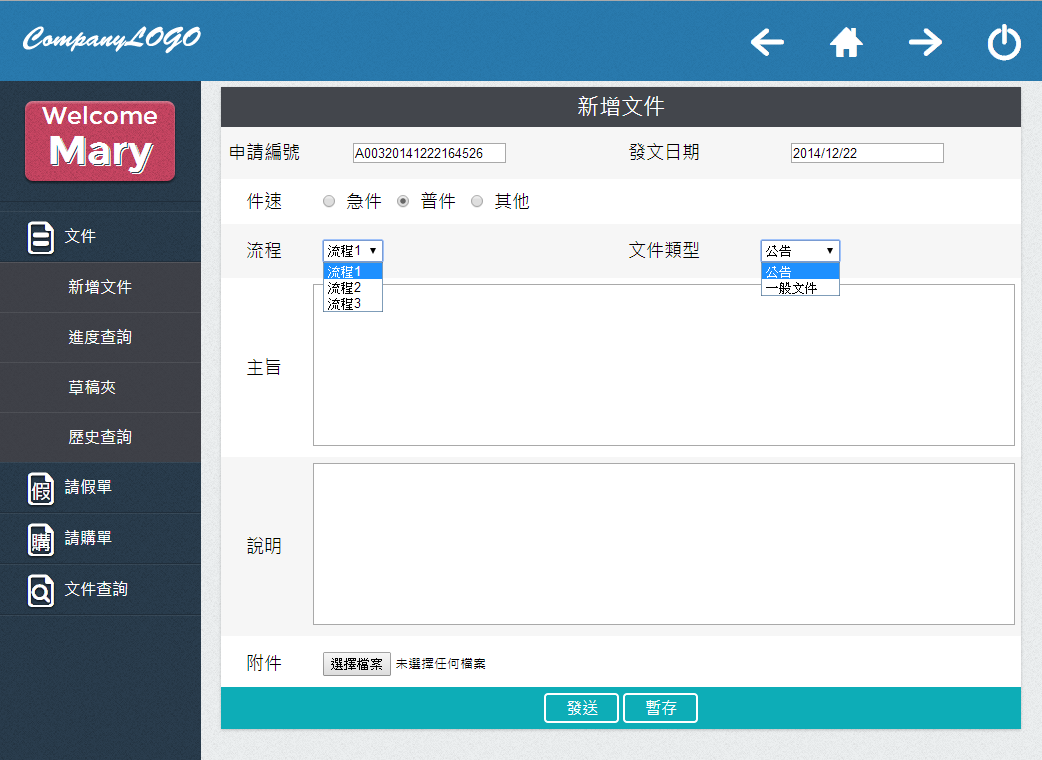 CompanyLOGO
Welcome
Mary
文件
新增文件
進度查詢
草稿夾
歷史查詢
假 請假單
購 請購單
文件查詢
新增文件
申請編號 A00320141222164526 發文日期 2014/12/22
件速 急件 普件 其他
流程 流程1 文件類型 公告
流程1 公告
流程2 一般文件
流程3
主旨
說明
附件 選擇檔案 未選擇任何檔案
發送 暫存